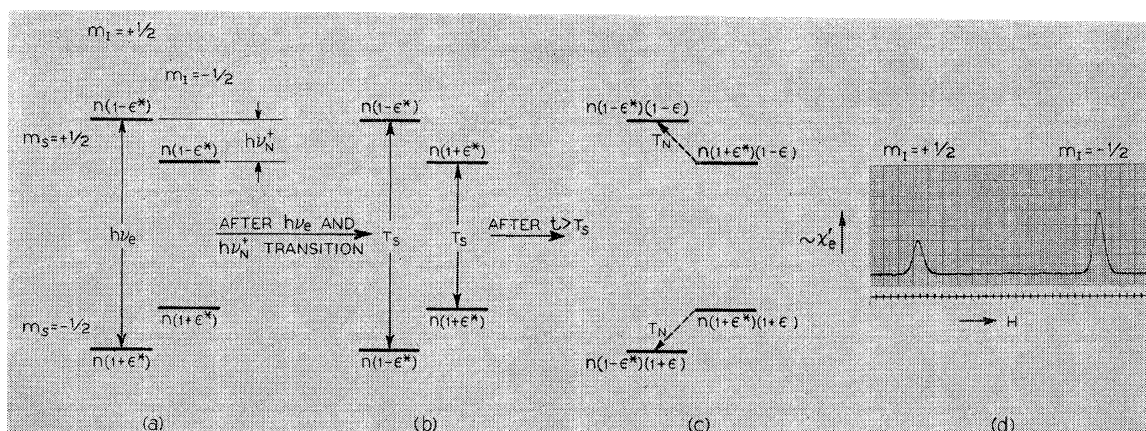 m_I = +1/2
m_I = -1/2
n(1-ϵ*)
m_S = +1/2
n(1-ϵ*)
hν_N^+
hν_e
m_S = -1/2
n(1+ϵ*)
n(1+ϵ*)
(a)
AFTER hν_e AND
hν_N^+ TRANSITION
n(1-ϵ*)
n(1+ϵ*)
T_S
T_S
n(1+ϵ*)
n(1-ϵ*)
(b)
AFTER t>T_S
n(1-ϵ*)(1-ϵ)
T_N
n(1+ϵ*)(1-ϵ)
T_N
n(1+ϵ*)(1+ϵ)
n(1-ϵ*)(1+ϵ)
(c)
m_I = +1/2
m_I = -1/2
~χ'_e
H
(d)